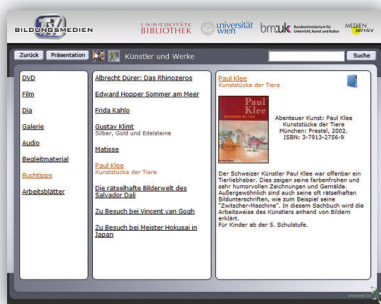 BILDUNGSMEDIEN
UNIVERSITÄTS
BIBLIOTHEK
universität
wien
bm:uk Bundesministerium für
Unterricht, Kunst und Kultur
MEDIEN
Zurück
Präsentation
Künstler und Werke
Suche
DVD
Film
Dia
Galerie
Audio
Begleitmaterial
Buchtipps
Arbeitsblätter
Albrecht Dürer: Das Rhinozeros
Edward Hopper Sommer am Meer
Frida Kahlo
Gustav Klimt
Silber, Gold und Edelsteine
Matisse
Paul Klee
Kunststücke der Tiere
Die rätselhafte Bilderwelt des
Salvador Dali
Zu Besuch bei Vincent van Gogh
Zu Besuch bei Meister Hokusai in
Japan
Paul Klee
Kunststücke der Tiere
Paul
Klee
Abenteuer Kunst: Paul Klee
Kunststücke der Tiere
München: Prestel, 2002.
ISBN: 3-7913-2756-9
Der Schweizer Künstler Paul Klee war offenbar ein
Tierliebhaber. Dies zeigen seine farbenfrohen und
sehr humorvollen Zeichnungen und Gemälde.
Außergewöhnlich sind auch seine oft rätselhaften
Bildunterschriften, wie zum Beispiel seine
"Zwitscher-Maschine". In diesem Sachbuch wird die
Arbeitsweise des Künstlers anhand von Bildern
erklärt.
Für Kinder ab der 5. Schulstufe.